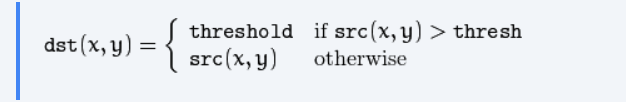 dst(x,y) = { threshold if src(x,y) > thresh
src(x,y) otherwise